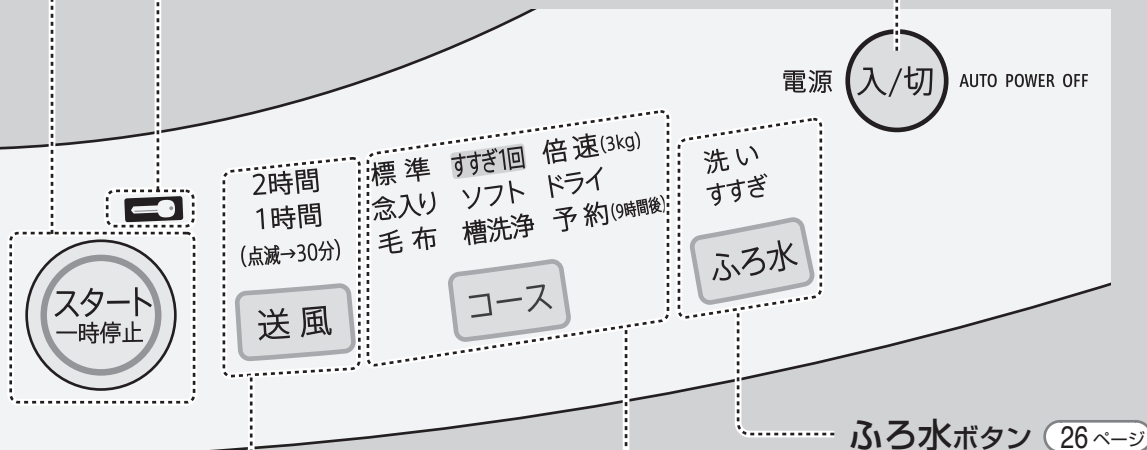 電源 入/切 AUTO POWER OFF
2時間
1時間
(点滅→30分)
送風
標準 すすぎ1回 倍速(3kg)
念入り ソフト ドライ
毛布 槽洗浄 予約(9時間後)
コース
洗い
すすぎ
ふろ水
スタート
一時停止
ふろ水ボタン 26ページ